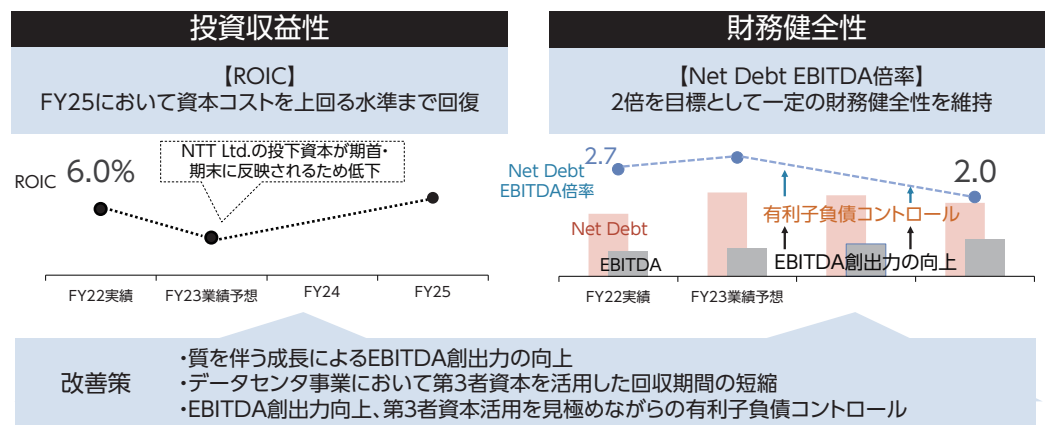 投資収益性
【ROIC】
FY25において資本コストを上回る水準まで回復
ROIC 6.0%
NTT Ltd.の投下資本が期首・
期末に反映されるため低下
FY22実績
FY23業績予想
FY24
FY25
財務健全性
【Net Debt EBITDA倍率】
2倍を目標として一定の財務健全性を維持
Net Debt
EBITDA倍率
2.7
2.0
Net Debt
有利子負債コントロール
EBITDA
EBITDA創出力の向上
FY22実績
FY23業績予想
改善策
・質を伴う成長によるEBITDA創出力の向上
・データセンタ事業において第3者資本を活用した回収期間の短縮
・EBITDA創出力向上、第3者資本活用を見極めながらの有利子負債コントロール